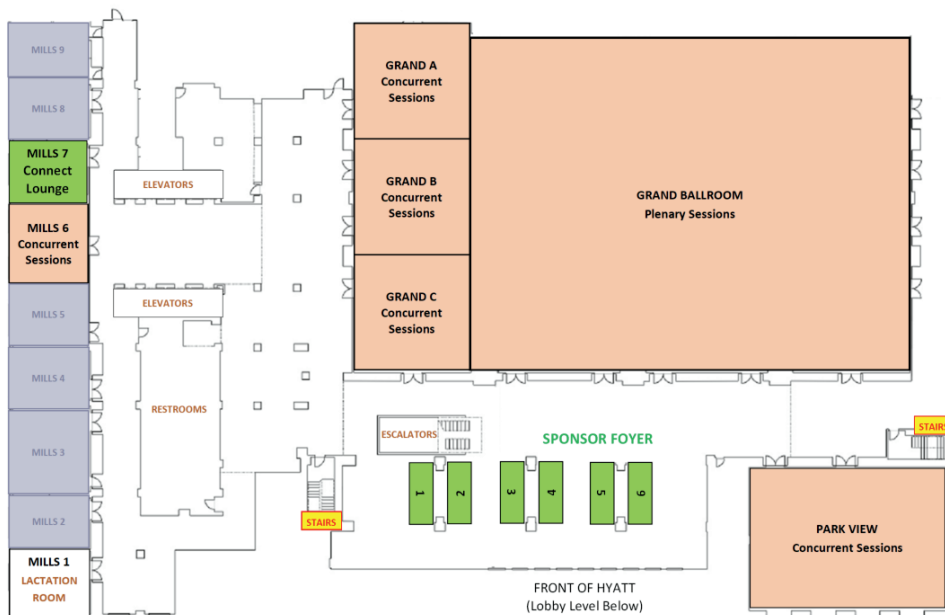 MILLS 9
MILLS 8
MILLS 7
Connect
Lounge
MILLS 6
Concurrent
Sessions
MILLS 5
MILLS 4
MILLS 3
MILLS 2
MILLS 1
LACTATION
ROOM
ELEVATORS
ELEVATORS
RESTROOMS
GRAND A
Concurrent
Sessions
GRAND B
Concurrent
Sessions
GRAND C
Concurrent
Sessions
GRAND BALLROOM
Plenary Sessions
ESCALATORS
SPONSOR FOYER
STAIRS
1
2
3
4
5
6
STAIRS
PARK VIEW
Concurrent Sessions
FRONT OF HYATT
(Lobby Level Below)